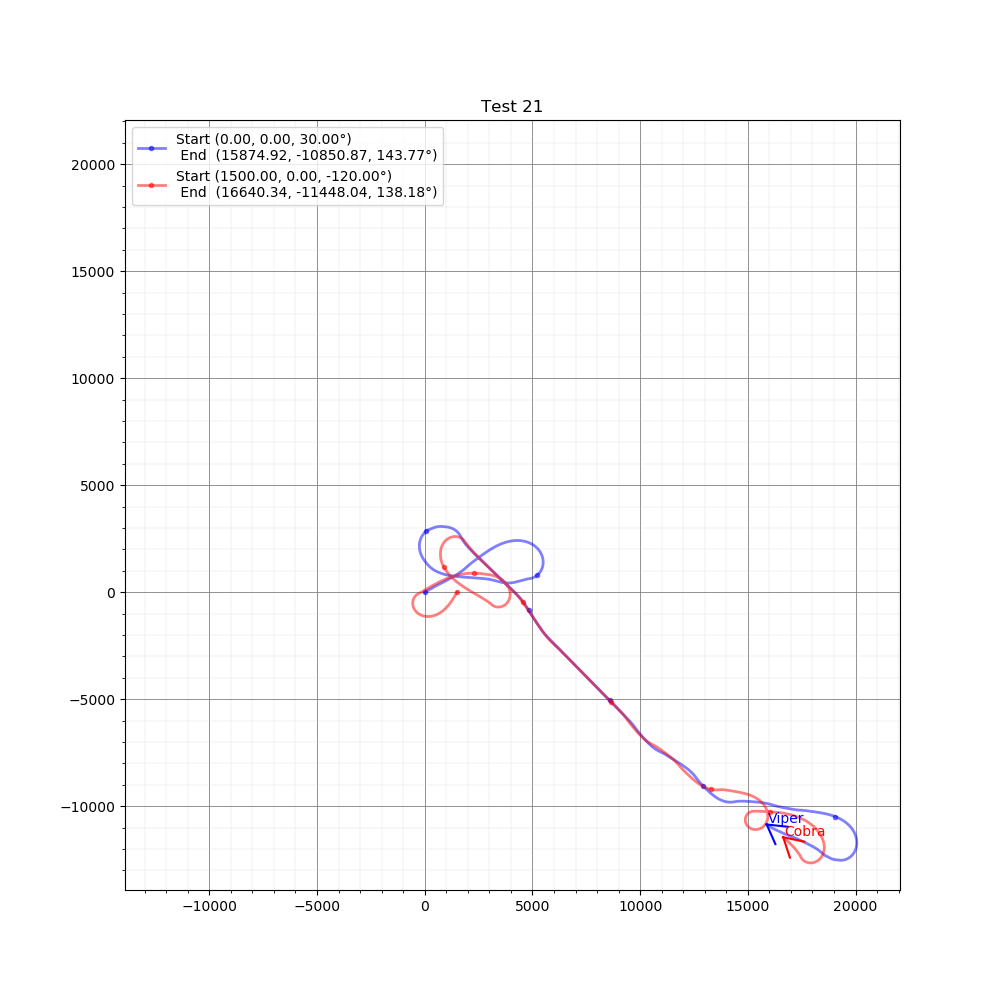 Test 21
Start (0.00, 0.00, 30.00°)
End (15874.92, -10850.87, 143.77°)
Start (1500.00, 0.00, -120.00°)
End (16640.34, -11448.04, 138.18°)
20000
15000
10000
5000
0
−5000
−10000
Viper
Cobra
−10000 −5000 0 5000 10000 15000 20000